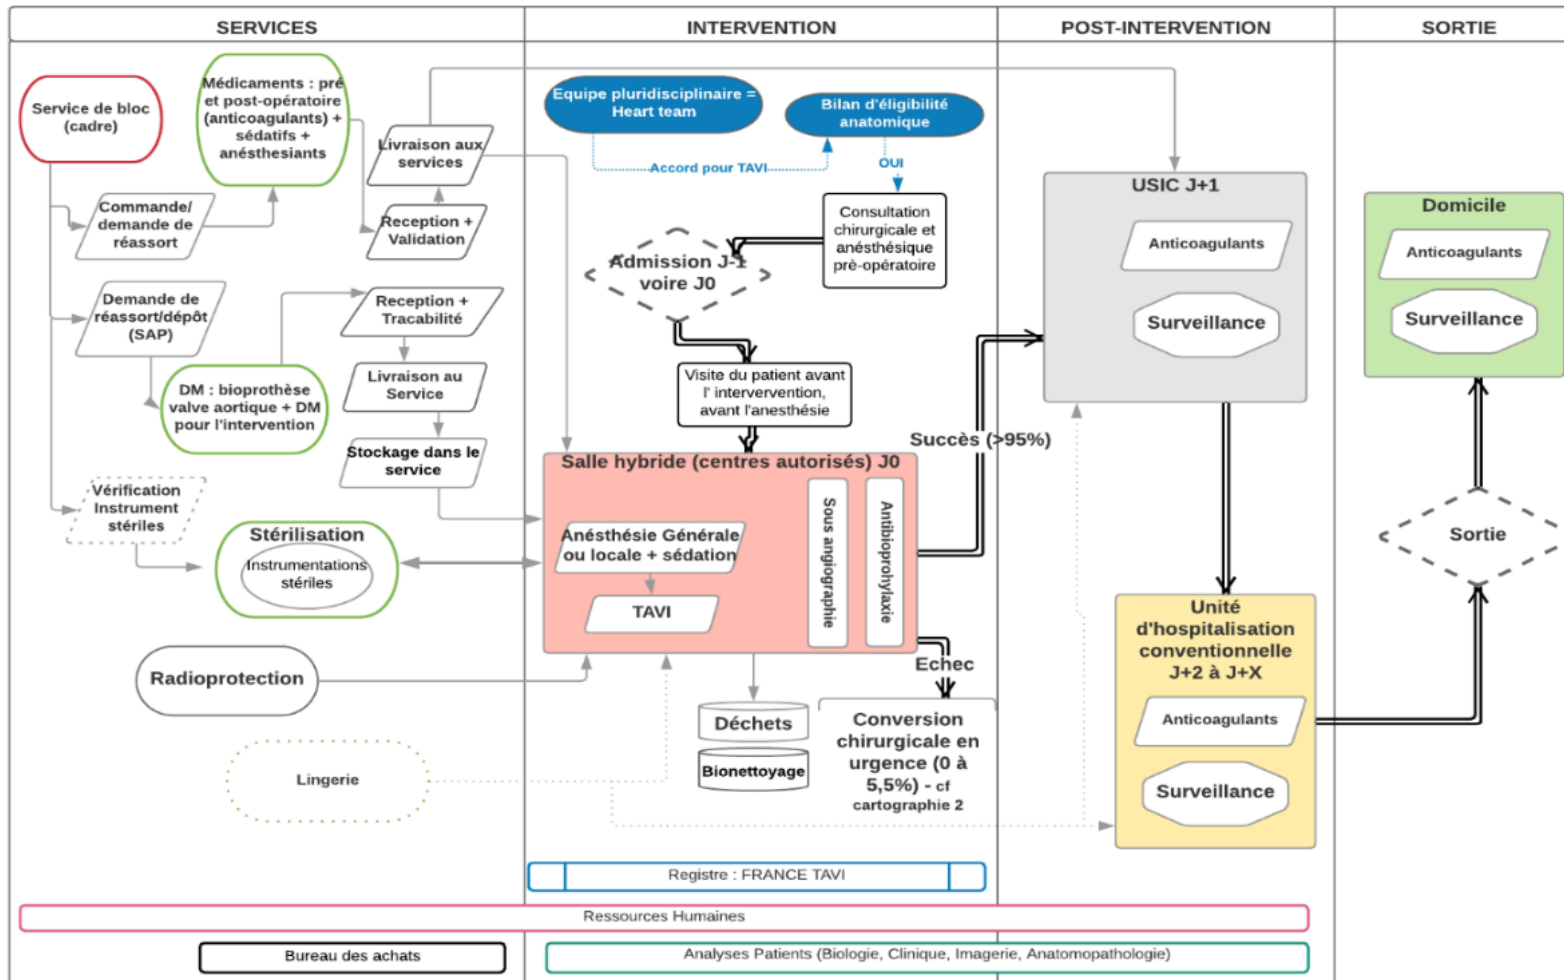 SERVICES
INTERVENTION
POST-INTERVENTION
SORTIE
Service de bloc
(cadre)
Médicaments : pré
et post-opératoire
(anticoagulants) +
sédatifs +
anésthesiants
Livraison aux
services
Reception +
Validation
Commande/
demande de
réassort
Demande de
réassort/dépôt
(SAP)
Reception +
Tracabilité
DM : bioprothèse
valve aortique + DM
pour l'intervention
Livraison au
Service
Stockage dans le
service
Vérification
Instrument
stériles
Stérilisation
Instrumentations
stériles
Radioprotection
Lingerie
Equipe pluridisciplinaire =
Heart team
Bilan d'éligibilité
anatomique
Accord pour TAVI
OUI
Consultation
chirurgicale et
anésthésique
prè-opératoire
Admission J-1
voire J0
Visite du patient avant
l' intervervention,
avant l'anesthésie
Salle hybride (centres autorisés) J0
Anésthésie Générale
ou locale + sédation
TAVI
Sous angiographie
Antibioprohylaxie
Succès (>95%)
Echec
Déchets
Bionettoyage
Conversion
chirurgicale en
urgence (0 à
5,5%) - cf
cartographie 2
USIC J+1
Anticoagulants
Surveillance
Unité
d'hospitalisation
conventionnelle
J+2 à J+X
Anticoagulants
Surveillance
Domicile
Anticoagulants
Surveillance
Sortie
Registre : FRANCE TAVI
Ressources Humaines
Bureau des achats
Analyses Patients (Biologie, Clinique, Imagerie, Anatomopathologie)